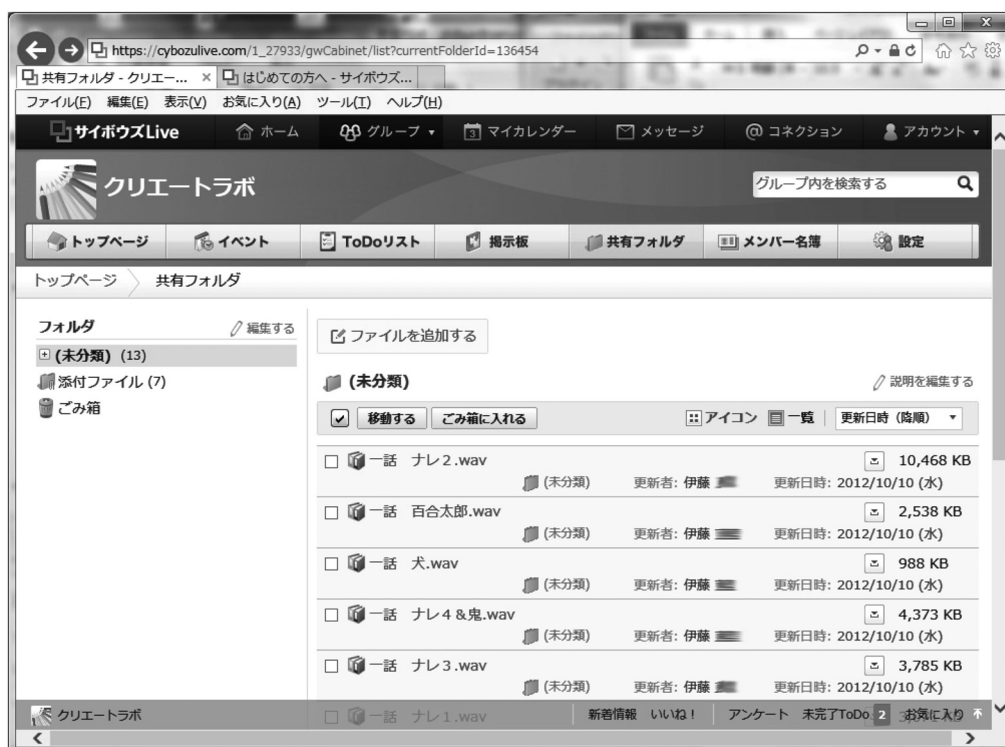 https://cybozulive.com/1_27933/gwCabinet/list?currentFolderId=136454
共有フォルダ - クリエー... × はじめての方へ - サイボウズ...
ファイル(F) 編集(E) 表示(V) お気に入り(A) ツール(T) ヘルプ(H)
サイボウズLive ホーム グループ マイカレンダー メッセージ コネクション アカウント
クリエートラボ グループ内を検索する
トップページ イベント ToDoリスト 掲示板 共有フォルダ メンバー名簿 設定
トップページ 共有フォルダ
フォルダ 編集する
(未分類) (13)
添付ファイル (7)
ごみ箱
ファイルを追加する
(未分類) 説明を編集する
移動する ごみ箱に入れる アイコン 一覧 更新日時 (降順)
一話 ナレ2.wav 10,468 KB
(未分類) 更新者: 伊藤 更新日時: 2012/10/10 (水)
一話 百合太郎.wav 2,538 KB
(未分類) 更新者: 伊藤 更新日時: 2012/10/10 (水)
一話 犬.wav 988 KB
(未分類) 更新者: 伊藤 更新日時: 2012/10/10 (水)
一話 ナレ4&鬼.wav 4,373 KB
(未分類) 更新者: 伊藤 更新日時: 2012/10/10 (水)
一話 ナレ3.wav 3,785 KB
(未分類) 更新者: 伊藤 更新日時: 2012/10/10 (水)
一話 ナレ1.wav
クリエートラボ 新着情報 いいね! アンケート 未完了ToDo 2 お気に入り